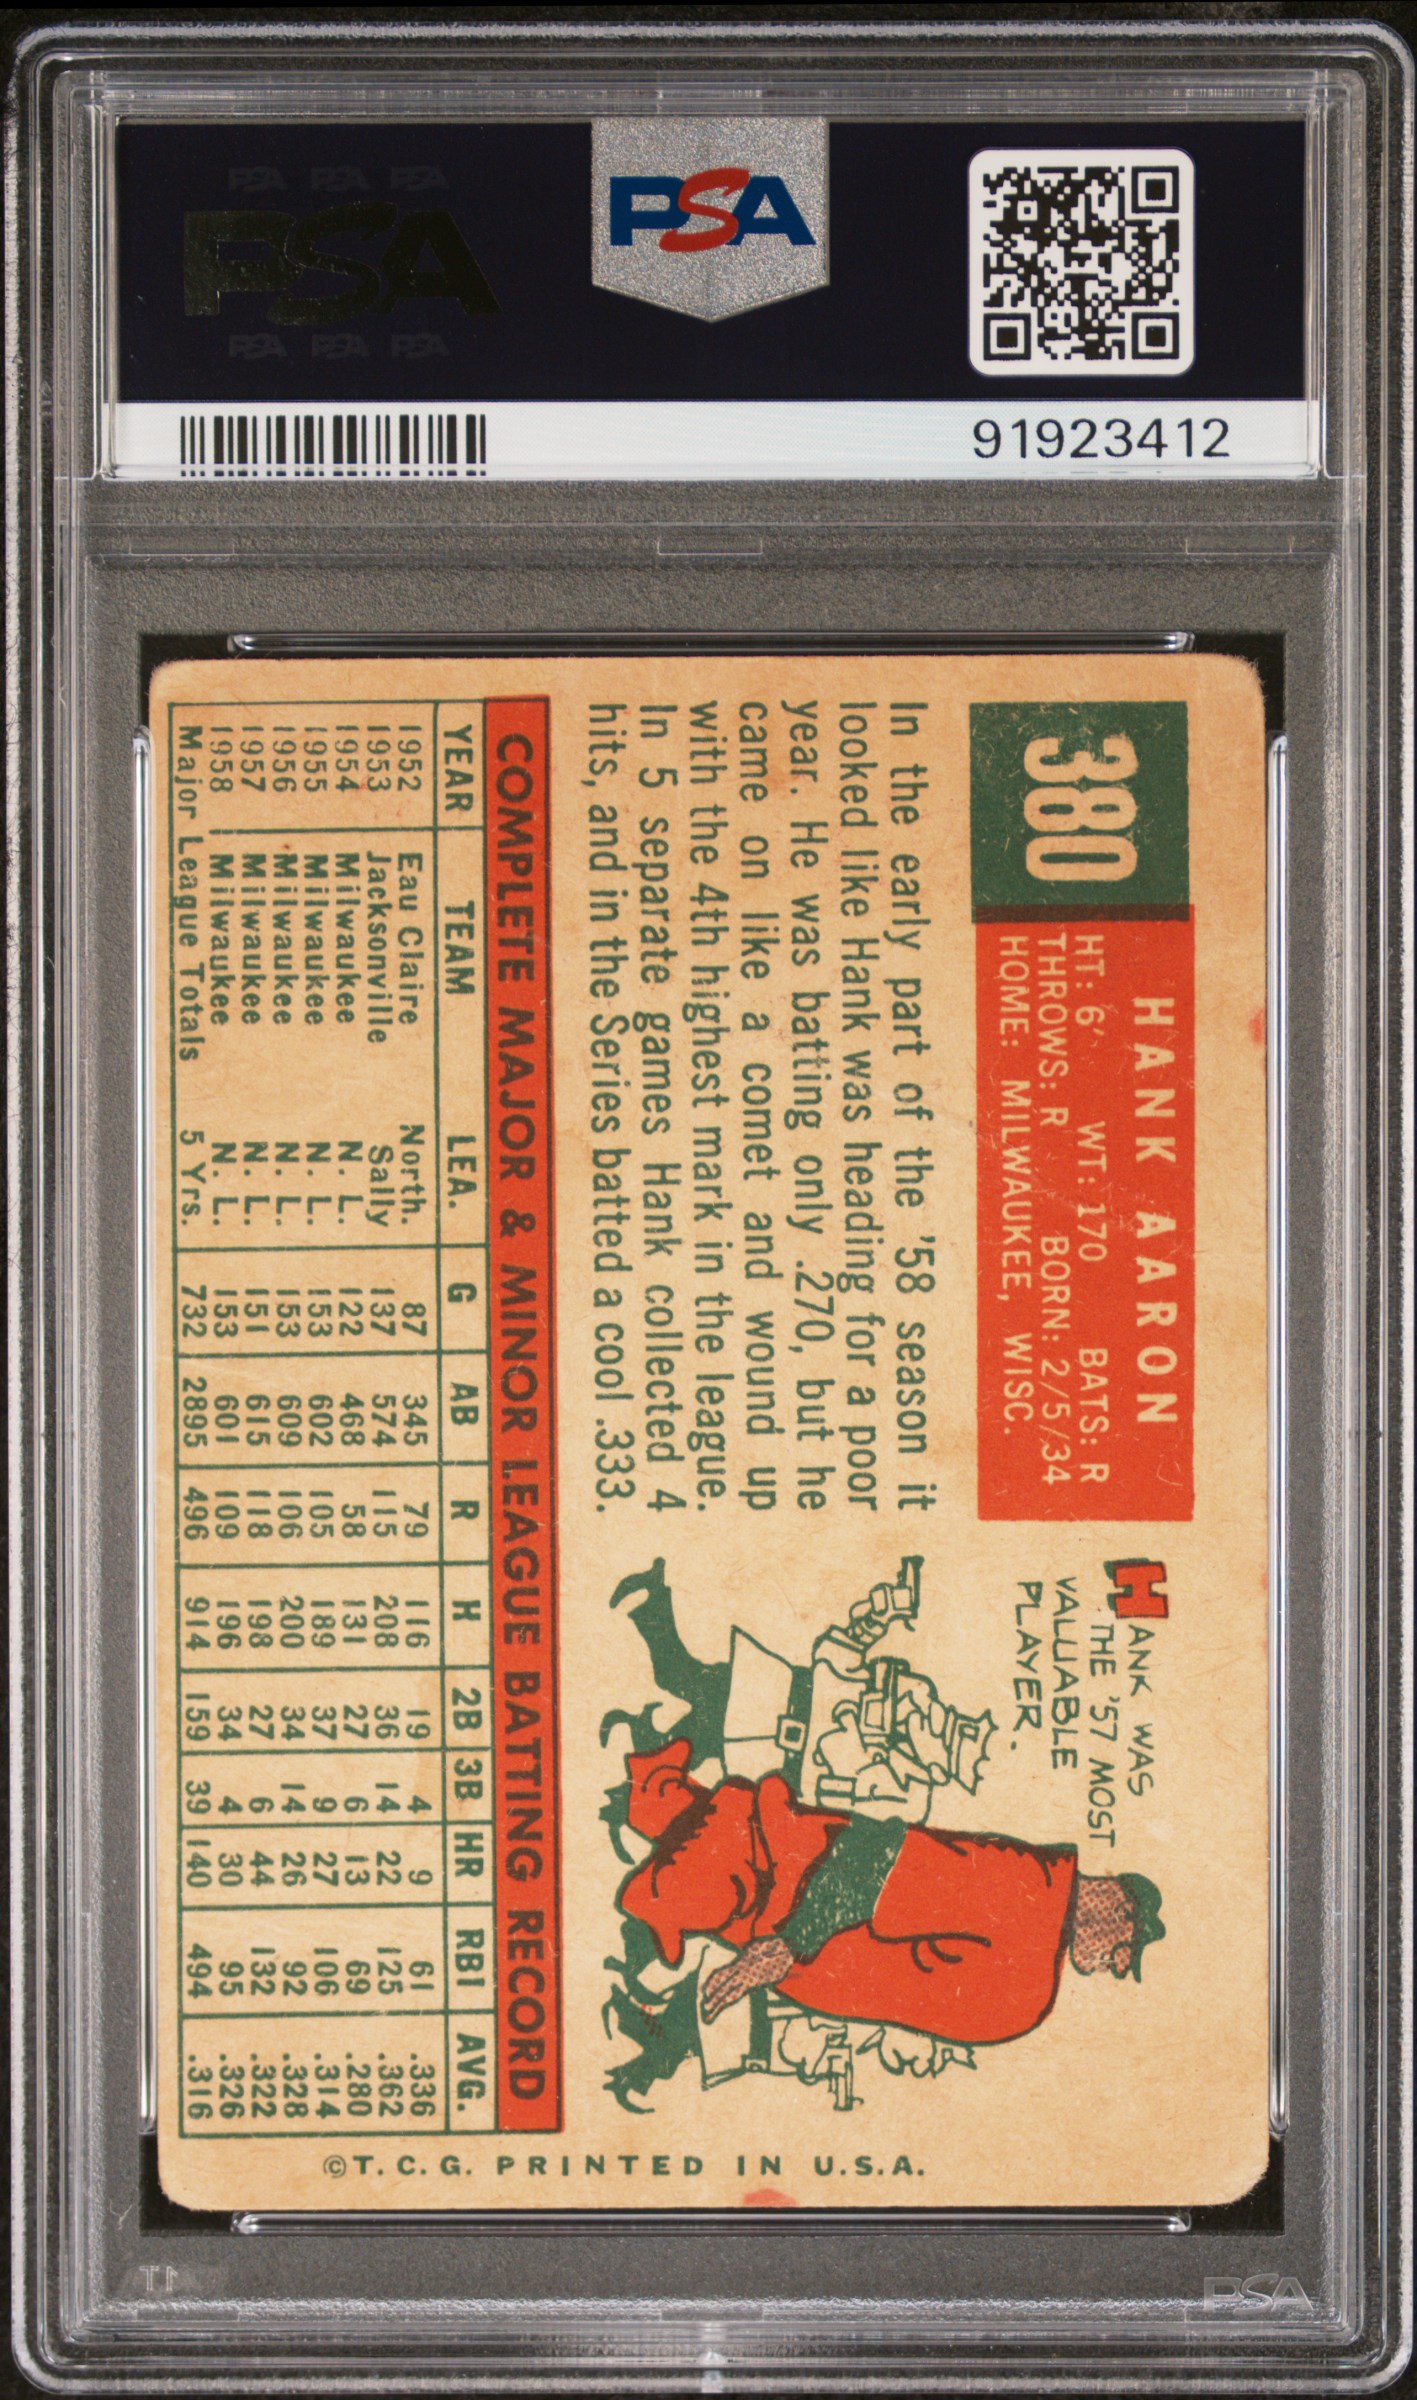 PSA PSA PSA
PSA
PSA PSA PSA
PSA
91923412
380
HANK AARON
HT: 6' WT: 170 BATS: R
THROWS: R BORN: 2/5/34
HOME: MILWAUKEE, WISC.
In the early part of the '58 season it
looked like Hank was heading for a poor
year. He was batting only .270, but he
came on like a comet and wound up
with the 4th highest mark in the league.
In 5 separate games Hank collected 4
hits, and in the Series batted a cool .333.
HANK WAS
THE '57 MOST
VALUABLE
PLAYER.
COMPLETE MAJOR & MINOR LEAGUE BATTING RECORD
YEAR TEAM LEA. G AB R H 2B 3B HR RBI AVG.
1952 Eau Claire North. 87 345 79 116 19 4 9 61 .336
1953 Jacksonville Sally 137 574 115 208 36 14 22 125 .362
1954 Milwaukee N. L. 122 468 58 131 27 6 13 69 .280
1955 Milwaukee N. L. 153 602 105 189 37 9 27 106 .314
1956 Milwaukee N. L. 153 609 106 200 34 14 26 92 .328
1957 Milwaukee N. L. 151 615 118 198 27 6 44 132 .322
1958 Milwaukee N. L. 153 601 109 196 34 4 30 95 .326
Major League Totals 5 Yrs. 732 2895 496 914 159 39 140 494 .316
©T. C. G. PRINTED IN U.S.A.
PSA